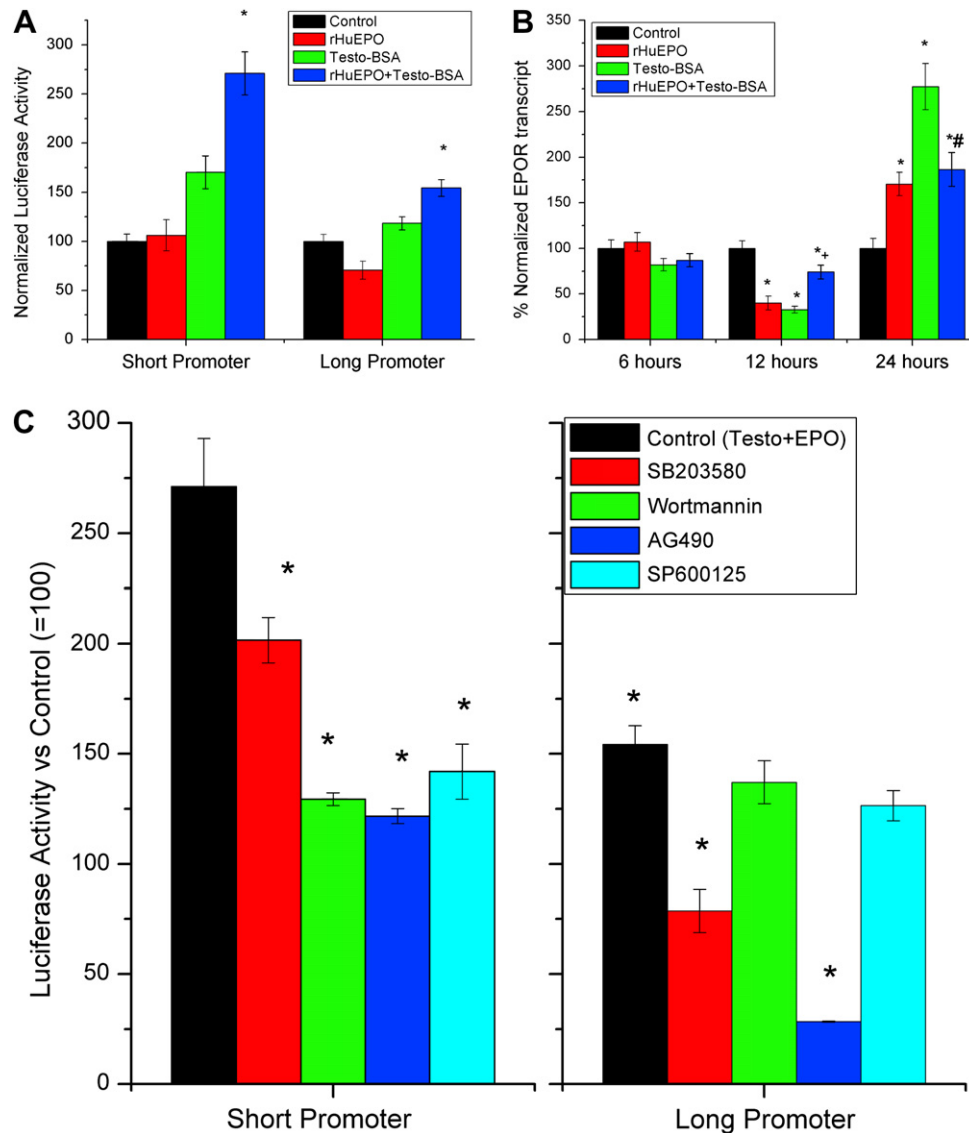 A
Normalized Luciferase Activity
300
250
200
150
100
50
0
Control
rHuEPO
Testo-BSA
rHuEPO+Testo-BSA
*
*
Short Promoter
Long Promoter
B
% Normalized EPOR transcript
350
300
250
200
150
100
50
0
Control
rHuEPO
Testo-BSA
rHuEPO+Testo-BSA
*
*
*+
*
*
*#
6 hours
12 hours
24 hours
C
Luciferase Activity vs Control (=100)
300
250
200
150
100
50
0
Control (Testo+EPO)
SB203580
Wortmannin
AG490
SP600125
*
*
*
*
*
*
*
Short Promoter
Long Promoter